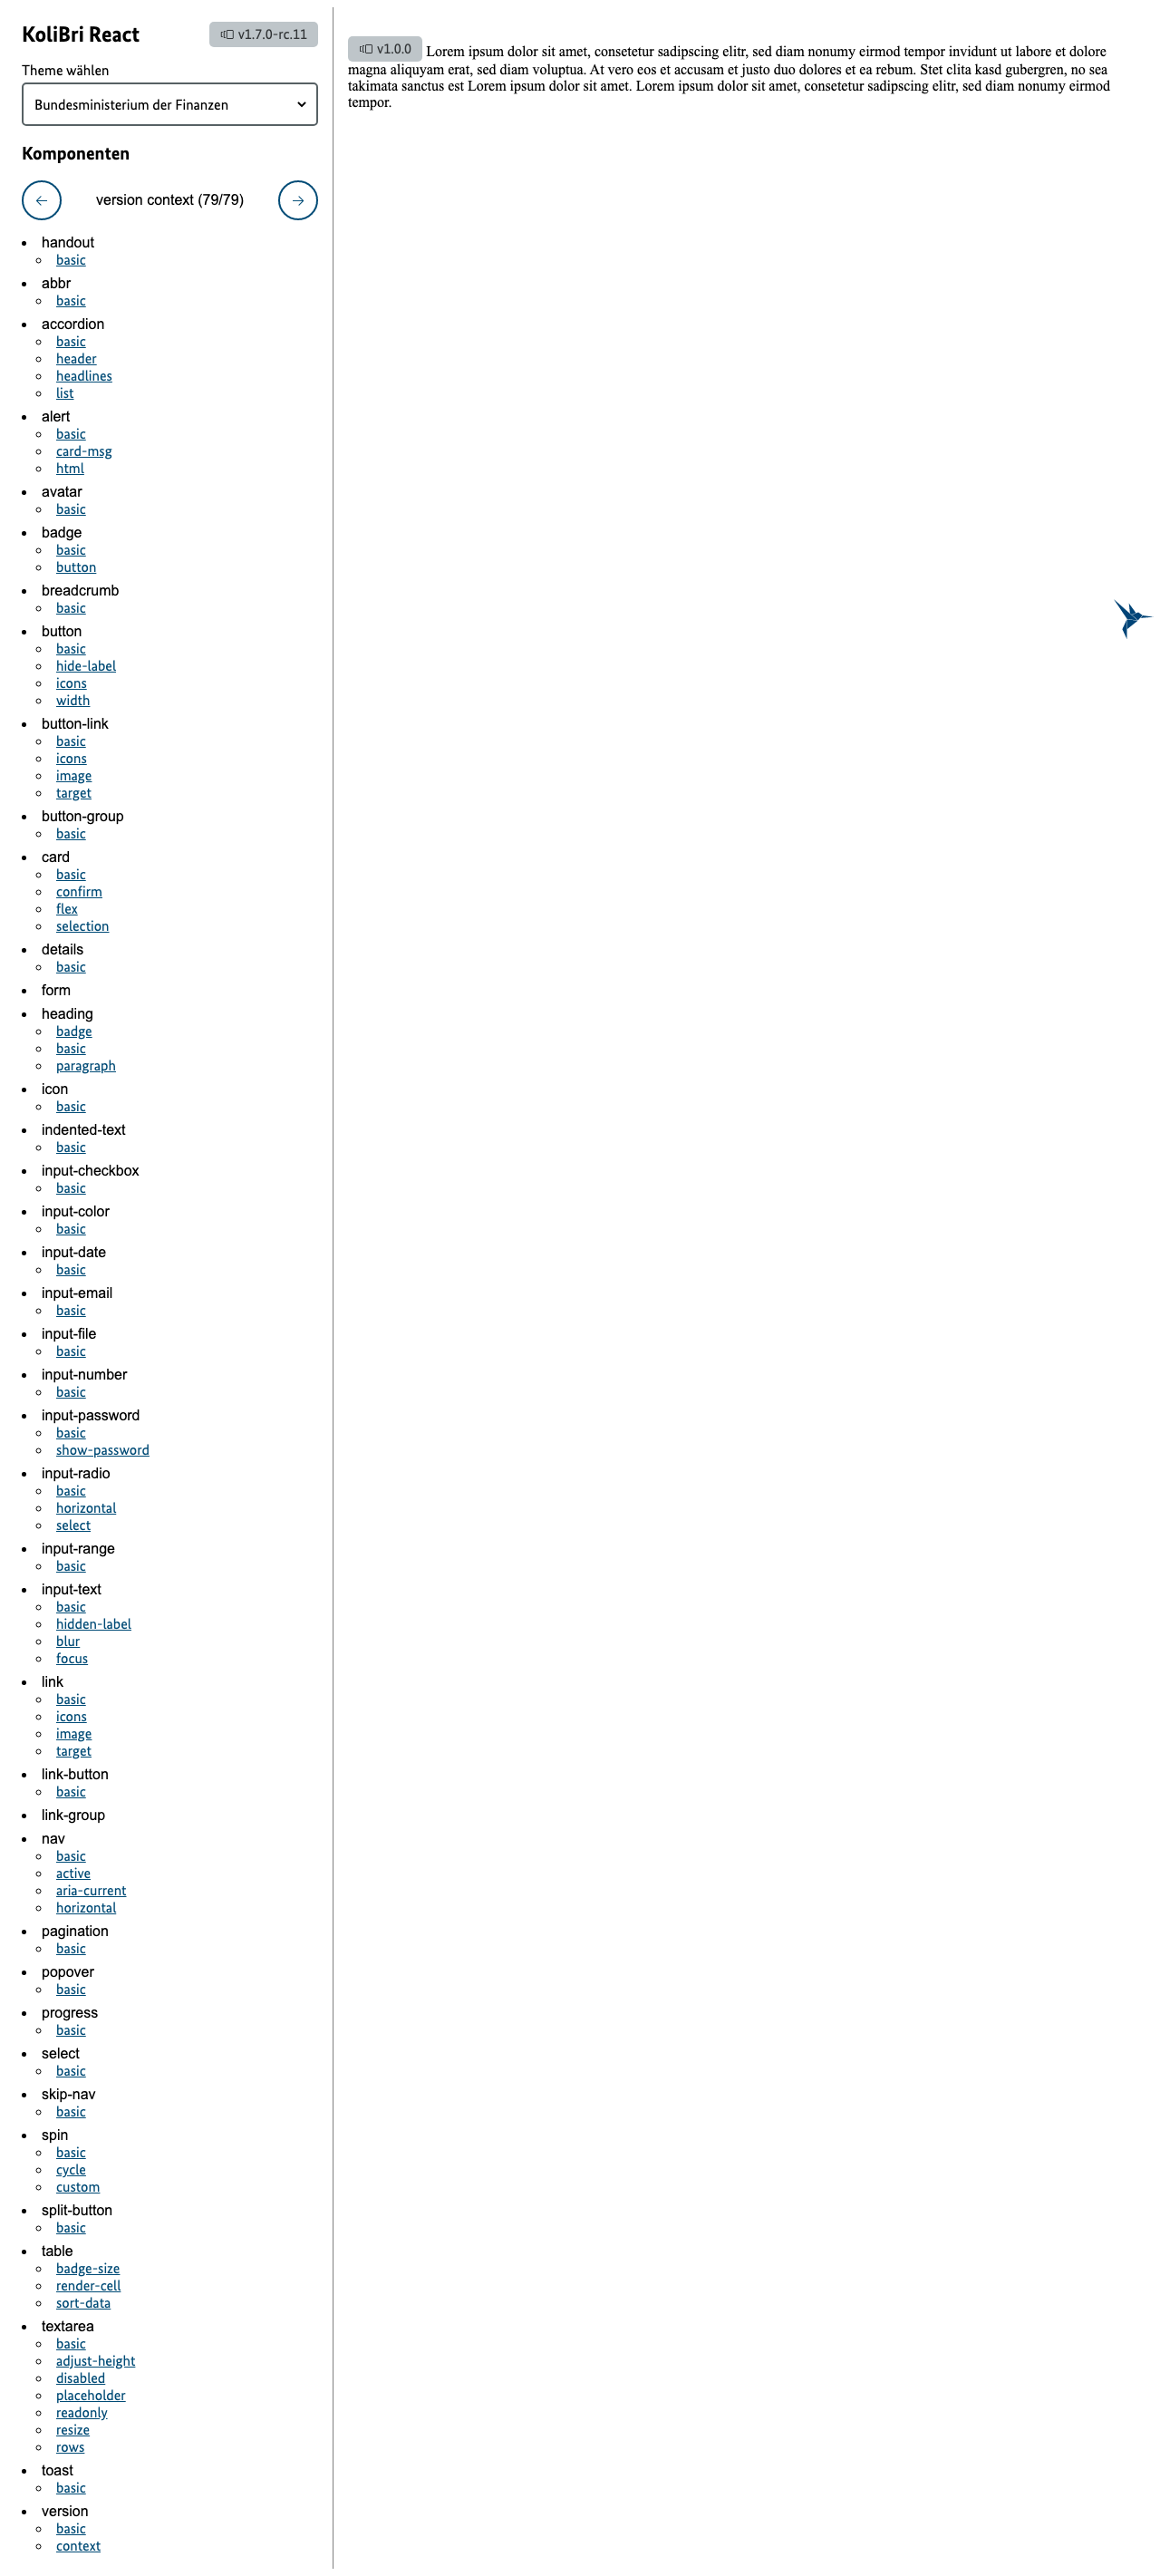 KoliBri React
v1.7.0-rc.11
Theme wählen
Bundesministerium der Finanzen
Komponenten
version context (79/79)
handout
basic
abbr
basic
accordion
basic
header
headlines
list
alert
basic
card-msg
html
avatar
basic
badge
basic
button
breadcrumb
basic
button
basic
hide-label
icons
width
button-link
basic
icons
image
target
button-group
basic
card
basic
confirm
flex
selection
details
basic
form
heading
badge
basic
paragraph
icon
basic
indented-text
basic
input-checkbox
basic
input-color
basic
input-date
basic
input-email
basic
input-file
basic
input-number
basic
input-password
basic
show-password
input-radio
basic
horizontal
select
input-range
basic
input-text
basic
hidden-label
blur
focus
link
basic
icons
image
target
link-button
basic
link-group
nav
basic
active
aria-current
horizontal
pagination
basic
popover
basic
progress
basic
select
basic
skip-nav
basic
spin
basic
cycle
custom
split-button
basic
table
badge-size
render-cell
sort-data
textarea
basic
adjust-height
disabled
placeholder
readonly
resize
rows
toast
basic
version
basic
context
v1.0.0 Lorem ipsum dolor sit amet, consetetur sadipscing elitr, sed diam nonumy eirmod tempor invidunt ut labore et dolore
magna aliquyam erat, sed diam voluptua. At vero eos et accusam et justo duo dolores et ea rebum. Stet clita kasd gubergren, no sea
takimata sanctus est Lorem ipsum dolor sit amet. Lorem ipsum dolor sit amet, consetetur sadipscing elitr, sed diam nonumy eirmod
tempor.